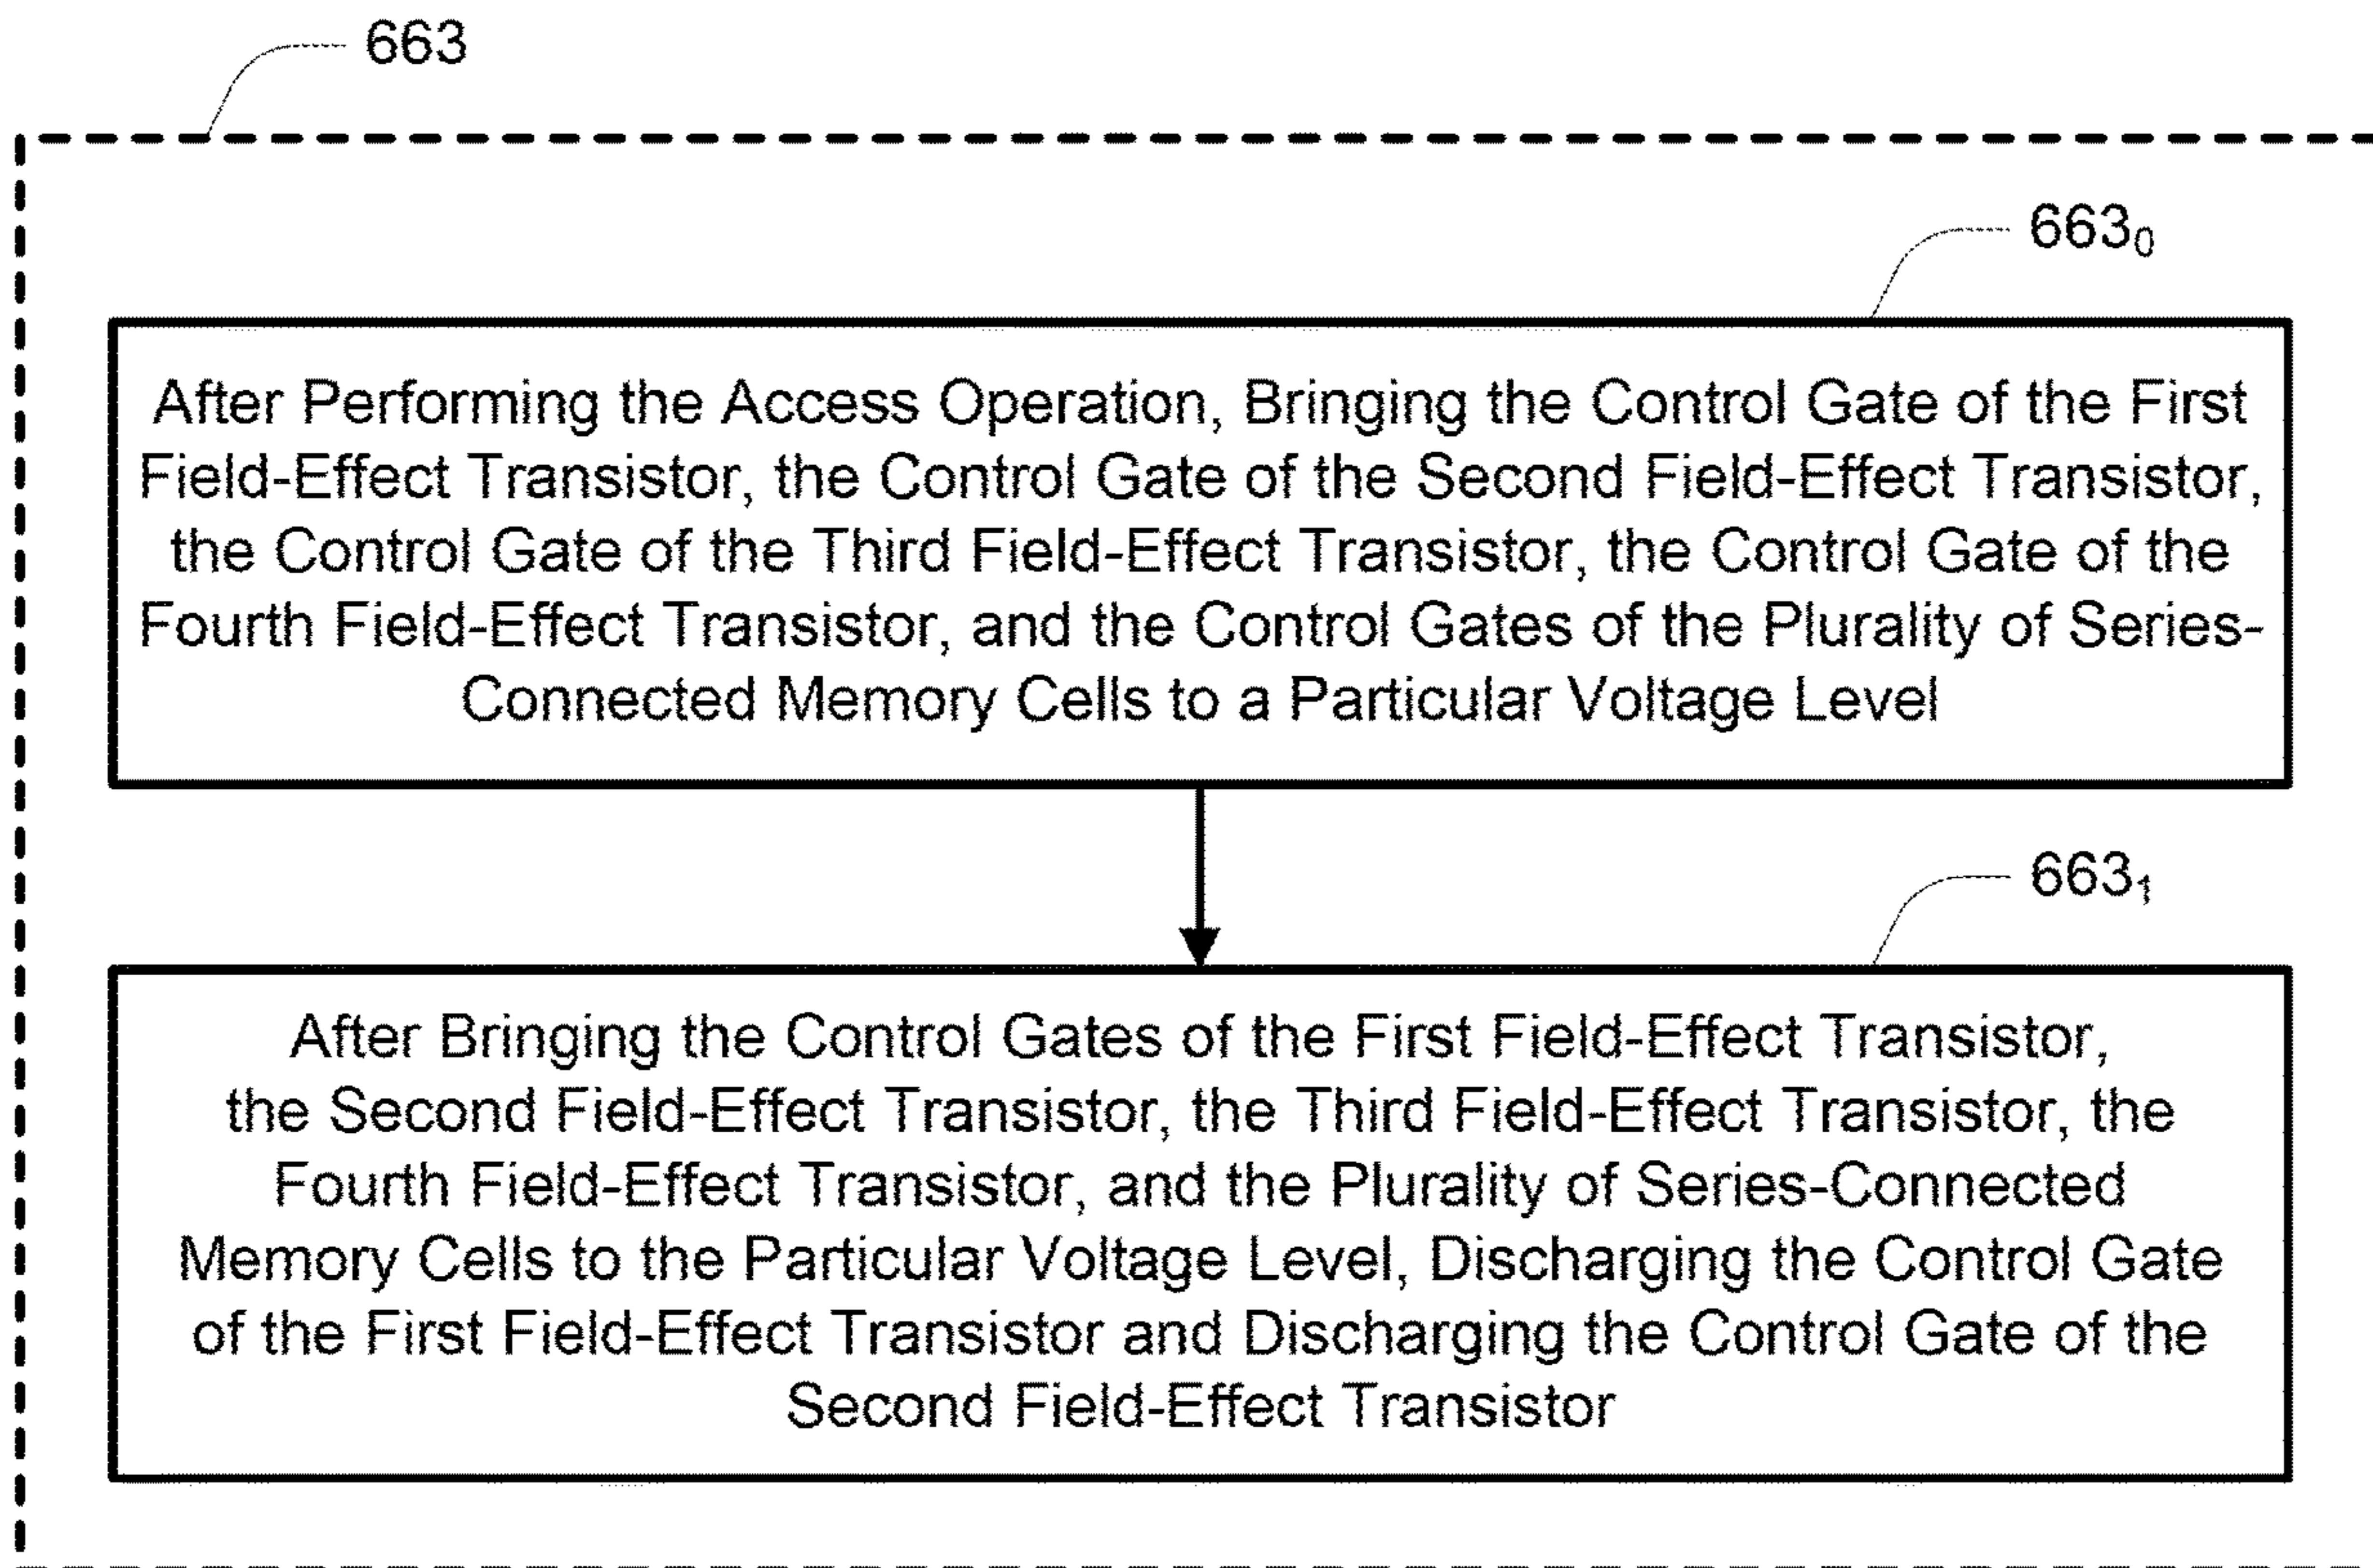 663
663₀
After Performing the Access Operation, Bringing the Control Gate of the First
Field-Effect Transistor, the Control Gate of the Second Field-Effect Transistor,
the Control Gate of the Third Field-Effect Transistor, the Control Gate of the
Fourth Field-Effect Transistor, and the Control Gates of the Plurality of Series-
Connected Memory Cells to a Particular Voltage Level
663₁
After Bringing the Control Gates of the First Field-Effect Transistor,
the Second Field-Effect Transistor, the Third Field-Effect Transistor, the
Fourth Field-Effect Transistor, and the Plurality of Series-Connected
Memory Cells to the Particular Voltage Level, Discharging the Control Gate
of the First Field-Effect Transistor and Discharging the Control Gate of the
Second Field-Effect Transistor